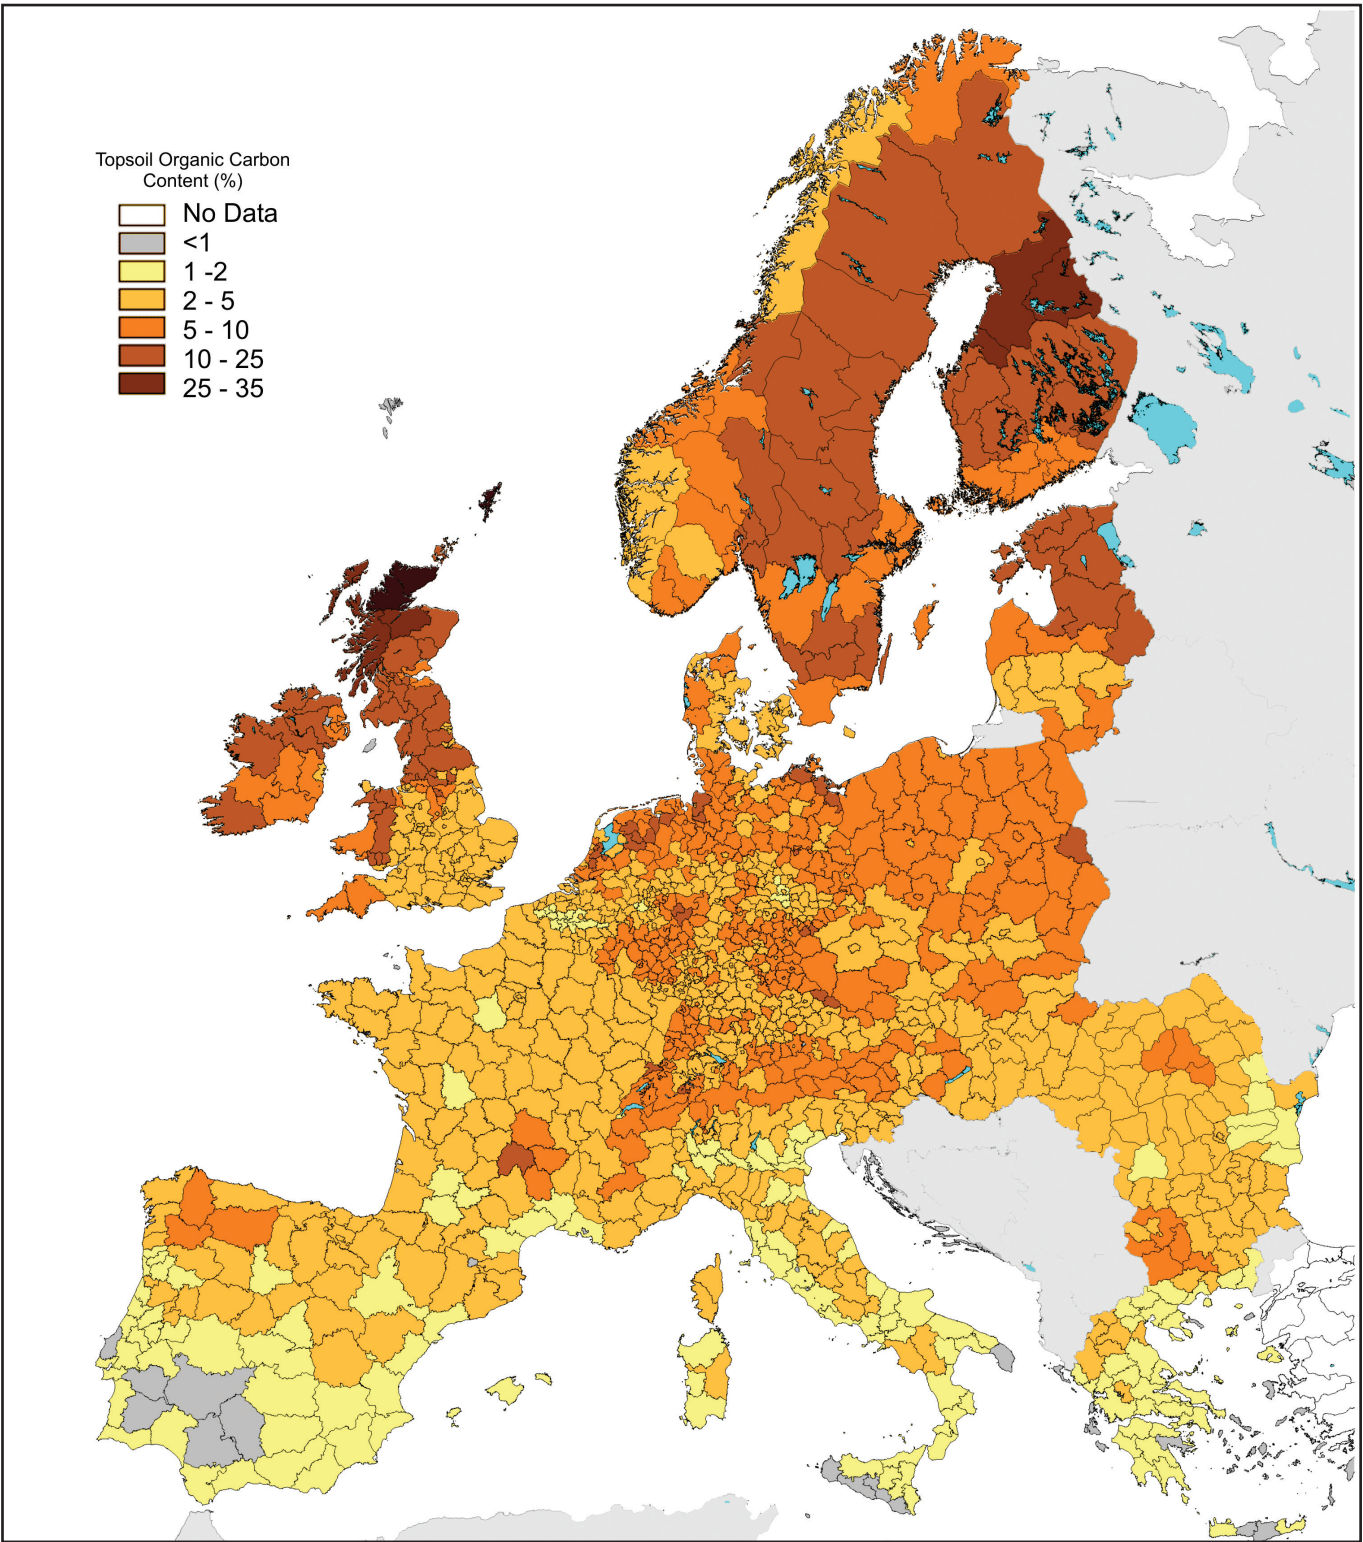 Topsoil Organic Carbon
Content (%)
No Data
<1
1 -2
2 - 5
5 - 10
10 - 25
25 - 35